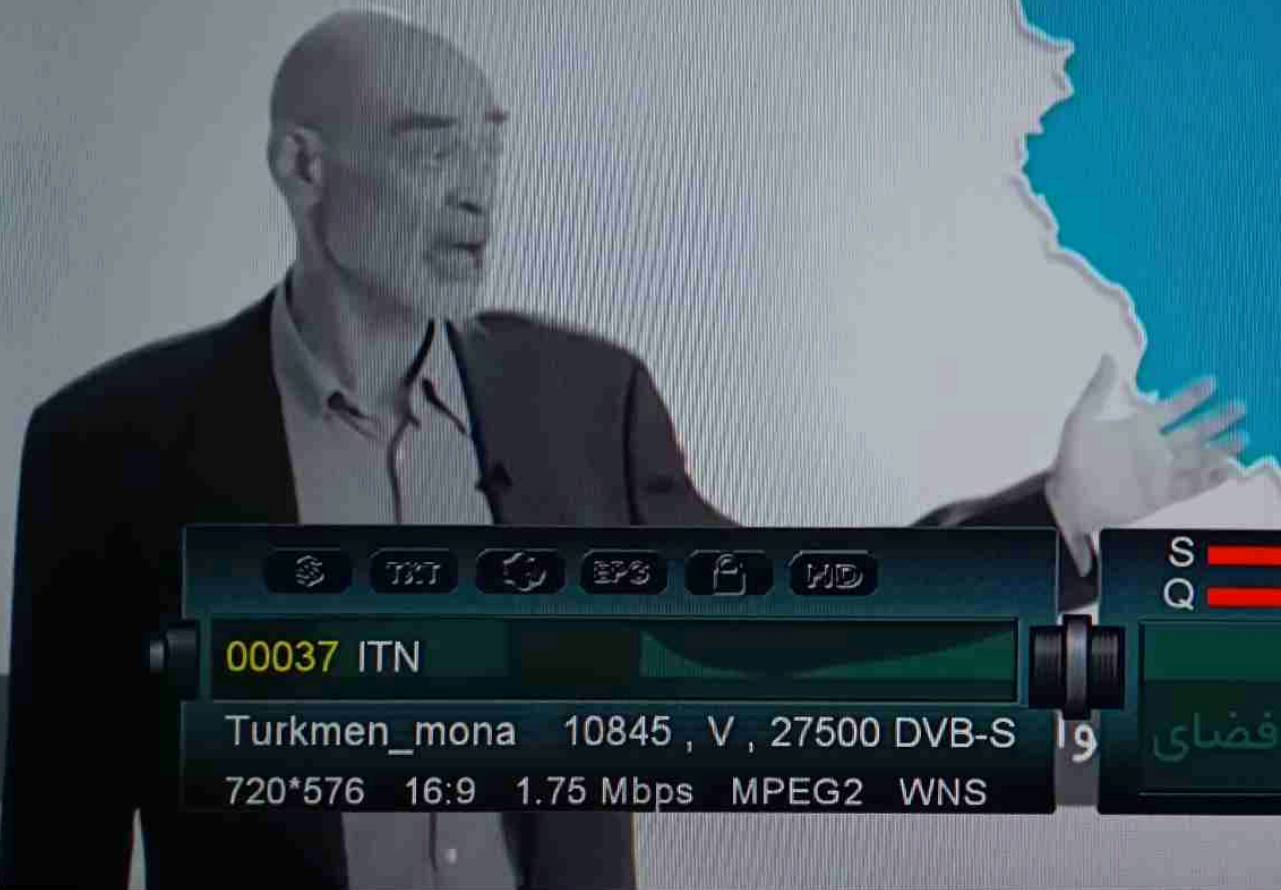 $ TXT EPG HD
S
Q
00037 ITN
Turkmen_mona 10845 , V , 27500 DVB-S
وا
فضای
720*576 16:9 1.75 Mbps MPEG2 WNS